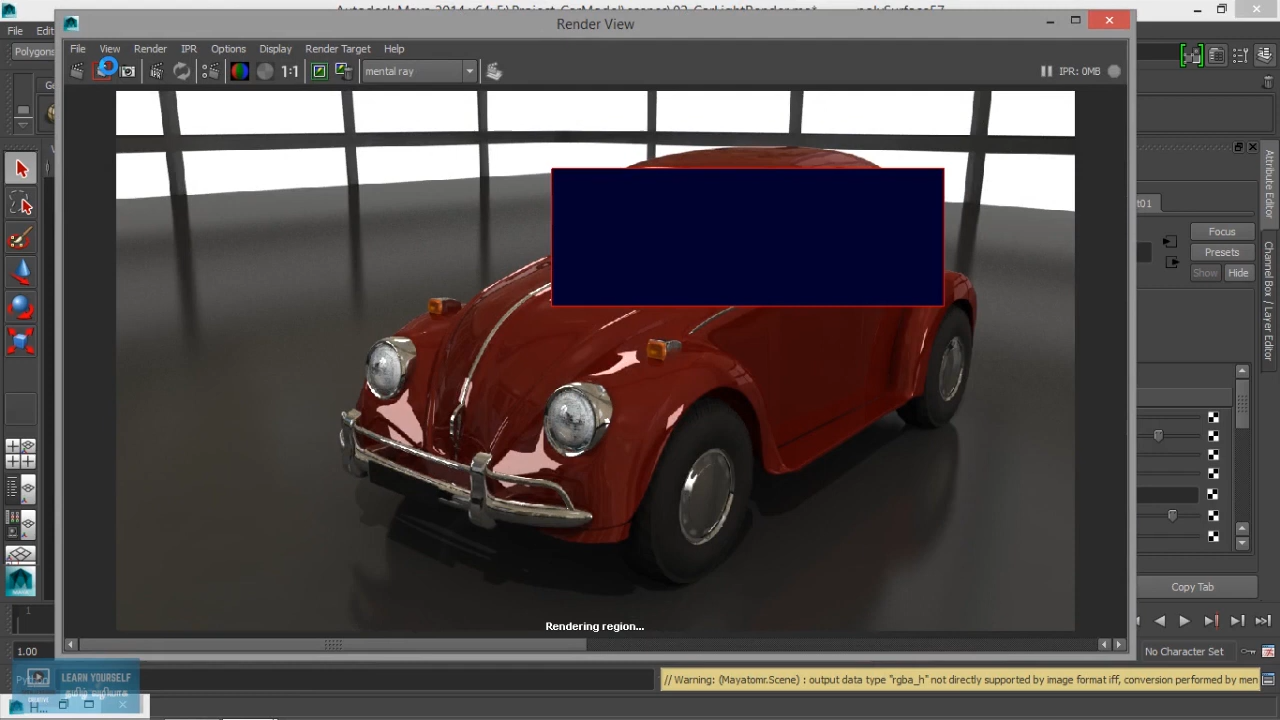 Render View
File View Render IPR Options Display Render Target Help
1:1 mental ray IPR: 0MB
File
Polygons
Focus
Presets
Show Hide
Attribute Editor
Channel Box / Layer Editor
Rendering region...
Copy Tab
1
1.00
No Character Set
// Warning: (Mayatomr.Scene) : output data type "rgba_h" not directly supported by image format iff, conversion performed by men
LEARN YOURSELF